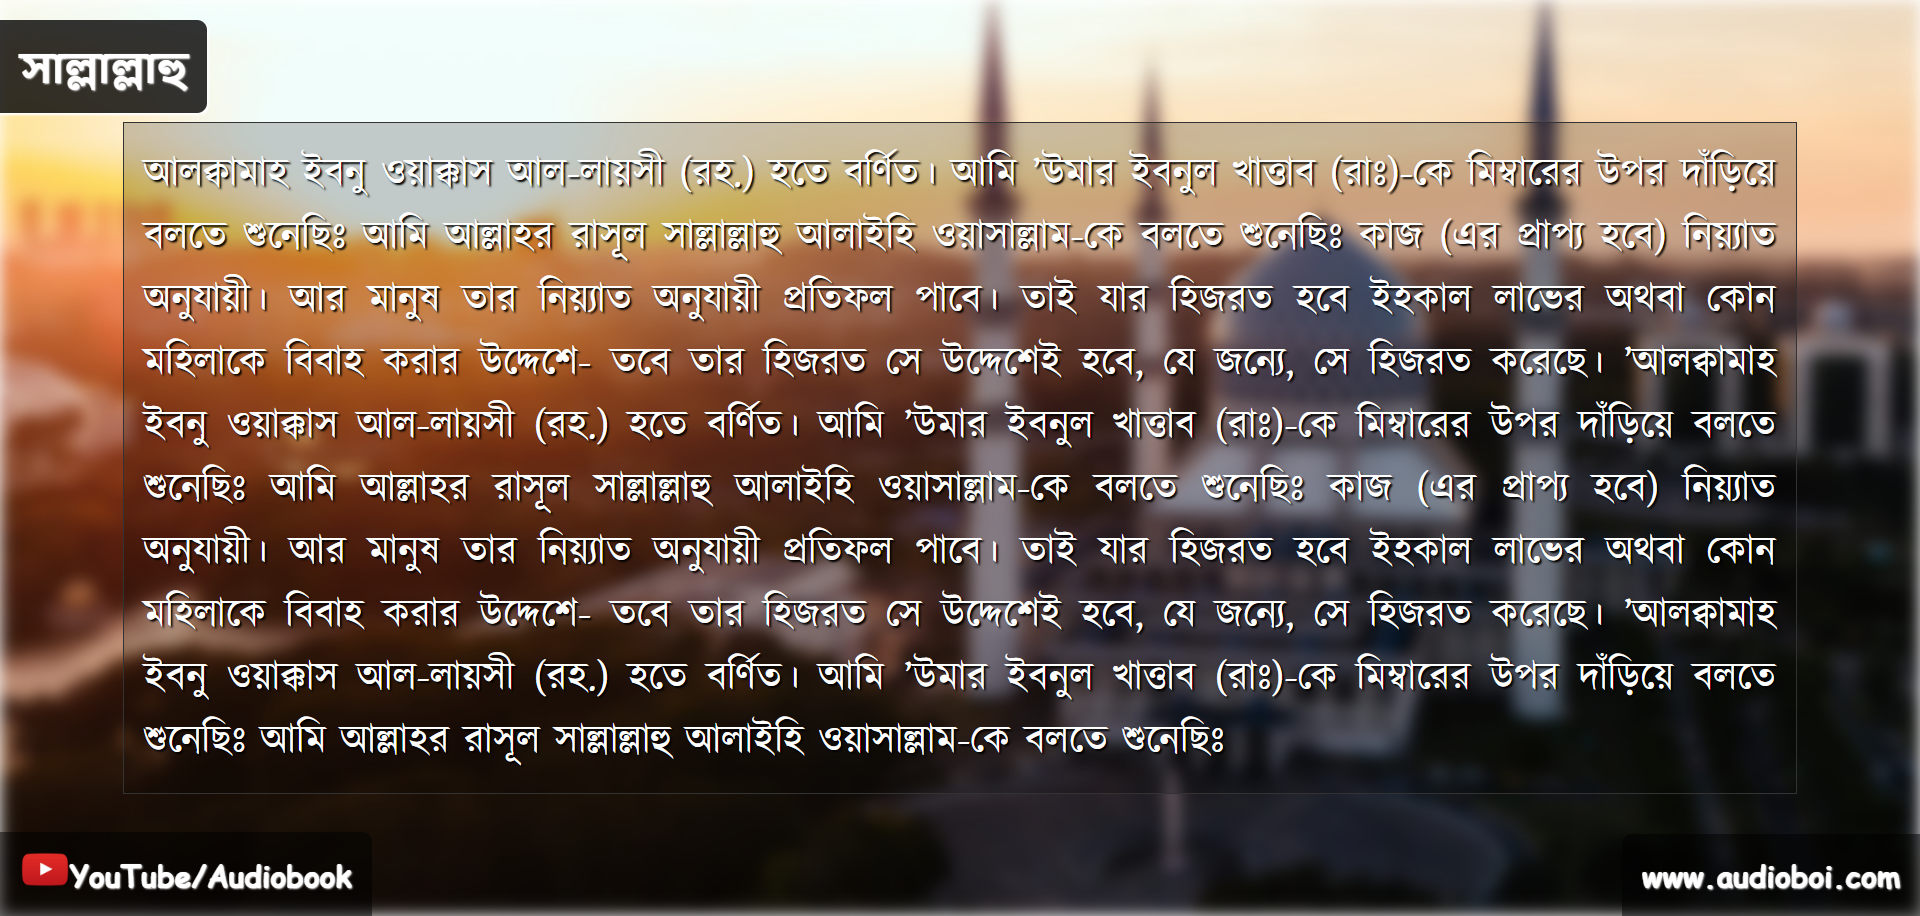 সাল্লাল্লাহু
আলক্বামাহ ইবনু ওয়াক্কাস আল-লায়সী (রহ.) হতে বর্ণিত। আমি ’উমার ইবনুল খাত্তাব (রাঃ)-কে মিম্বারের উপর দাঁড়িয়ে
বলতে শুনেছিঃ আমি আল্লাহর রাসূল সাল্লাল্লাহু আলাইহি ওয়াসাল্লাম-কে বলতে শুনেছিঃ কাজ (এর প্রাপ্য হবে) নিয়্যাত
অনুযায়ী। আর মানুষ তার নিয়্যাত অনুযায়ী প্রতিফল পাবে। তাই যার হিজরত হবে ইহকাল লাভের অথবা কোন
মহিলাকে বিবাহ করার উদ্দেশে- তবে তার হিজরত সে উদ্দেশেই হবে, যে জন্যে, সে হিজরত করেছে। ’আলক্বামাহ
ইবনু ওয়াক্কাস আল-লায়সী (রহ.) হতে বর্ণিত। আমি ’উমার ইবনুল খাত্তাব (রাঃ)-কে মিম্বারের উপর দাঁড়িয়ে বলতে
শুনেছিঃ আমি আল্লাহর রাসূল সাল্লাল্লাহু আলাইহি ওয়াসাল্লাম-কে বলতে শুনেছিঃ কাজ (এর প্রাপ্য হবে) নিয়্যাত
অনুযায়ী। আর মানুষ তার নিয়্যাত অনুযায়ী প্রতিফল পাবে। তাই যার হিজরত হবে ইহকাল লাভের অথবা কোন
মহিলাকে বিবাহ করার উদ্দেশে- তবে তার হিজরত সে উদ্দেশেই হবে, যে জন্যে, সে হিজরত করেছে। ’আলক্বামাহ
ইবনু ওয়াক্কাস আল-লায়সী (রহ.) হতে বর্ণিত। আমি ’উমার ইবনুল খাত্তাব (রাঃ)-কে মিম্বারের উপর দাঁড়িয়ে বলতে
শুনেছিঃ আমি আল্লাহর রাসূল সাল্লাল্লাহু আলাইহি ওয়াসাল্লাম-কে বলতে শুনেছিঃ
YouTube/Audiobook
www.audioboi.com